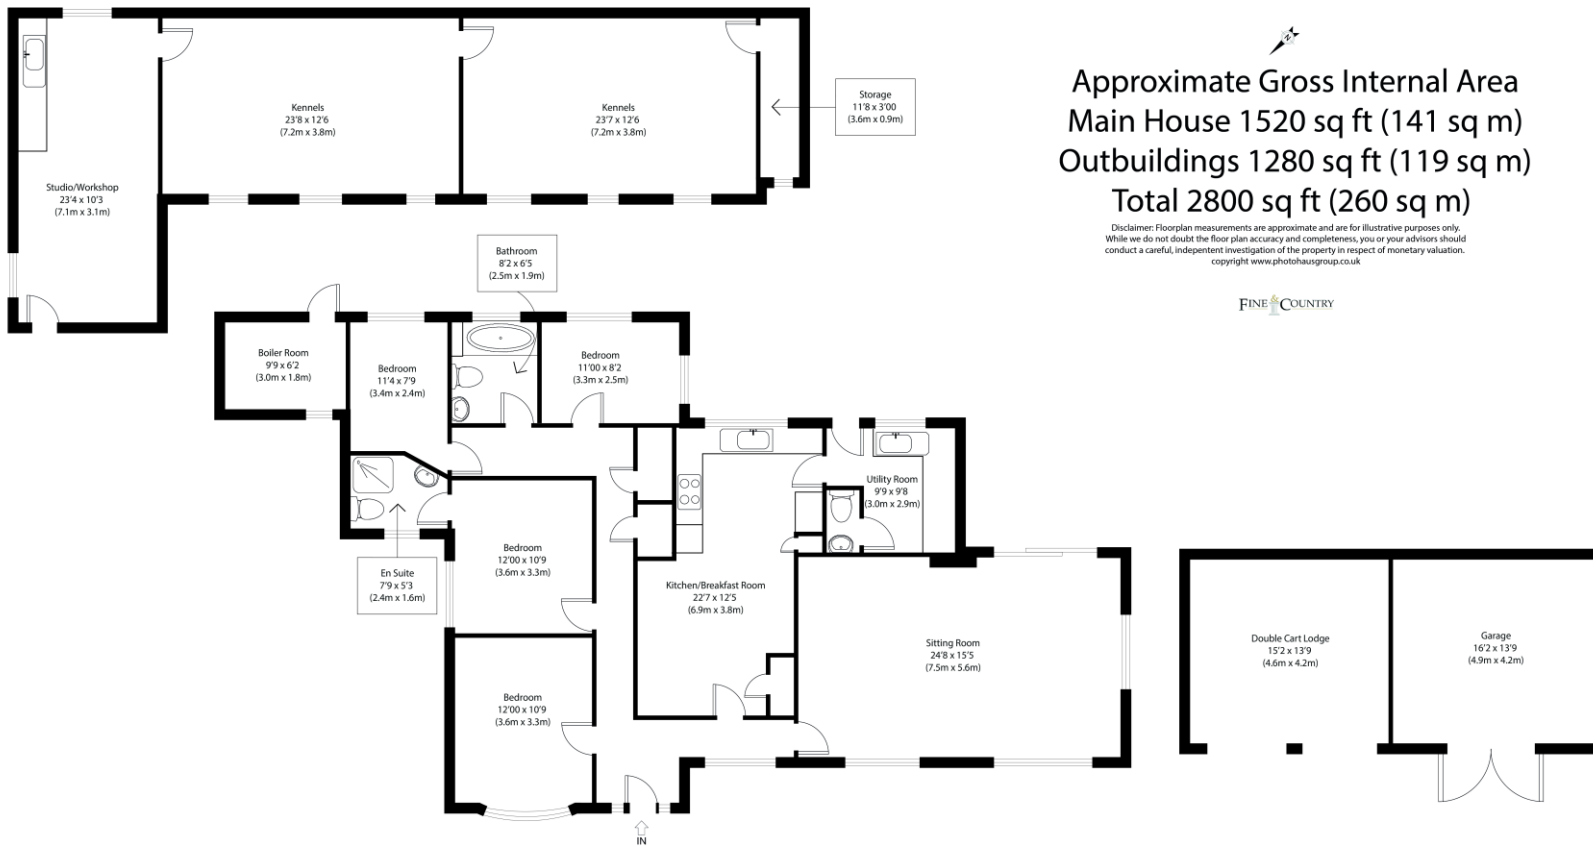 Kennels
23'8 x 12'6
(7.2m x 3.8m)
Kennels
23'7 x 12'6
(7.2m x 3.8m)
Storage
11'8 x 3'00
(3.6m x 0.9m)
Studio/Workshop
23'4 x 10'3
(7.1m x 3.1m)
N
Approximate Gross Internal Area
Main House 1520 sq ft (141 sq m)
Outbuildings 1280 sq ft (119 sq m)
Total 2800 sq ft (260 sq m)
Disclaimer: Floorplan measurements are approximate and are for illustrative purposes only.
While we do not doubt the floor plan accuracy and completeness, you or your advisors should
conduct a careful, indepentent investigation of the property in respect of monetary valuation.
copyright www.photohausgroup.co.uk
FINE & COUNTRY
Bathroom
8'2 x 6'5
(2.5m x 1.9m)
Boiler Room
9'9 x 6'2
(3.0m x 1.8m)
Bedroom
11'4 x 7'9
(3.4m x 2.4m)
Bedroom
11'00 x 8'2
(3.3m x 2.5m)
Utility Room
9'9 x 9'8
(3.0m x 2.9m)
Bedroom
12'00 x 10'9
(3.6m x 3.3m)
En Suite
7'9 x 5'3
(2.4m x 1.6m)
Kitchen/Breakfast Room
22'7 x 12'5
(6.9m x 3.8m)
Sitting Room
24'8 x 15'5
(7.5m x 5.6m)
Double Cart Lodge
15'2 x 13'9
(4.6m x 4.2m)
Garage
16'2 x 13'9
(4.9m x 4.2m)
Bedroom
12'00 x 10'9
(3.6m x 3.3m)
IN